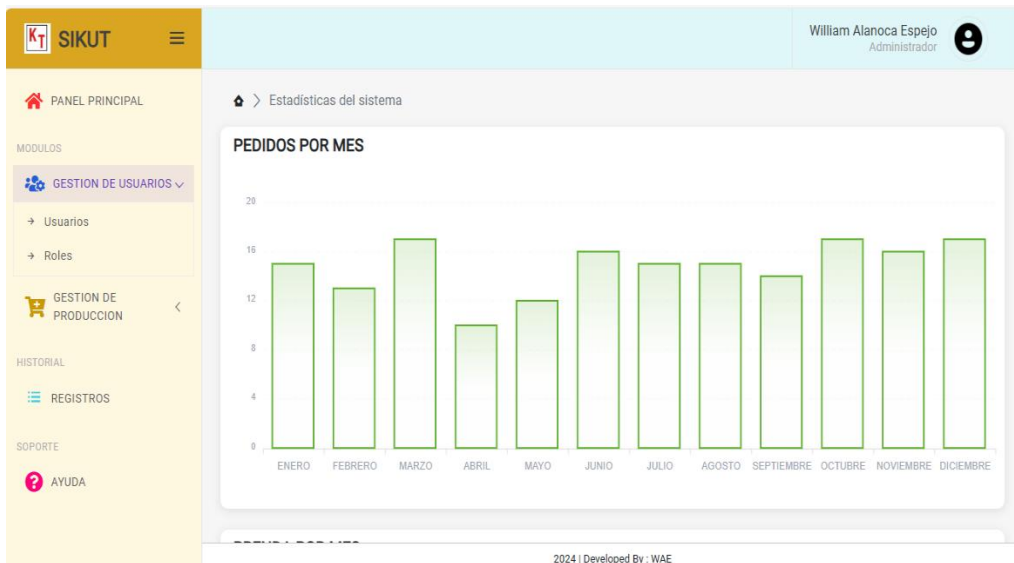 KT SIKUT
William Alanoca Espejo
Administrador
PANEL PRINCIPAL
MODULOS
GESTION DE USUARIOS
Usuarios
Roles
GESTION DE
PRODUCCION
HISTORIAL
REGISTROS
SOPORTE
AYUDA
Estadísticas del sistema
PEDIDOS POR MES
20
16
12
8
4
0
ENERO FEBRERO MARZO ABRIL MAYO JUNIO JULIO AGOSTO SEPTIEMBRE OCTUBRE NOVIEMBRE DICIEMBRE
2024 | Developed By : WAE